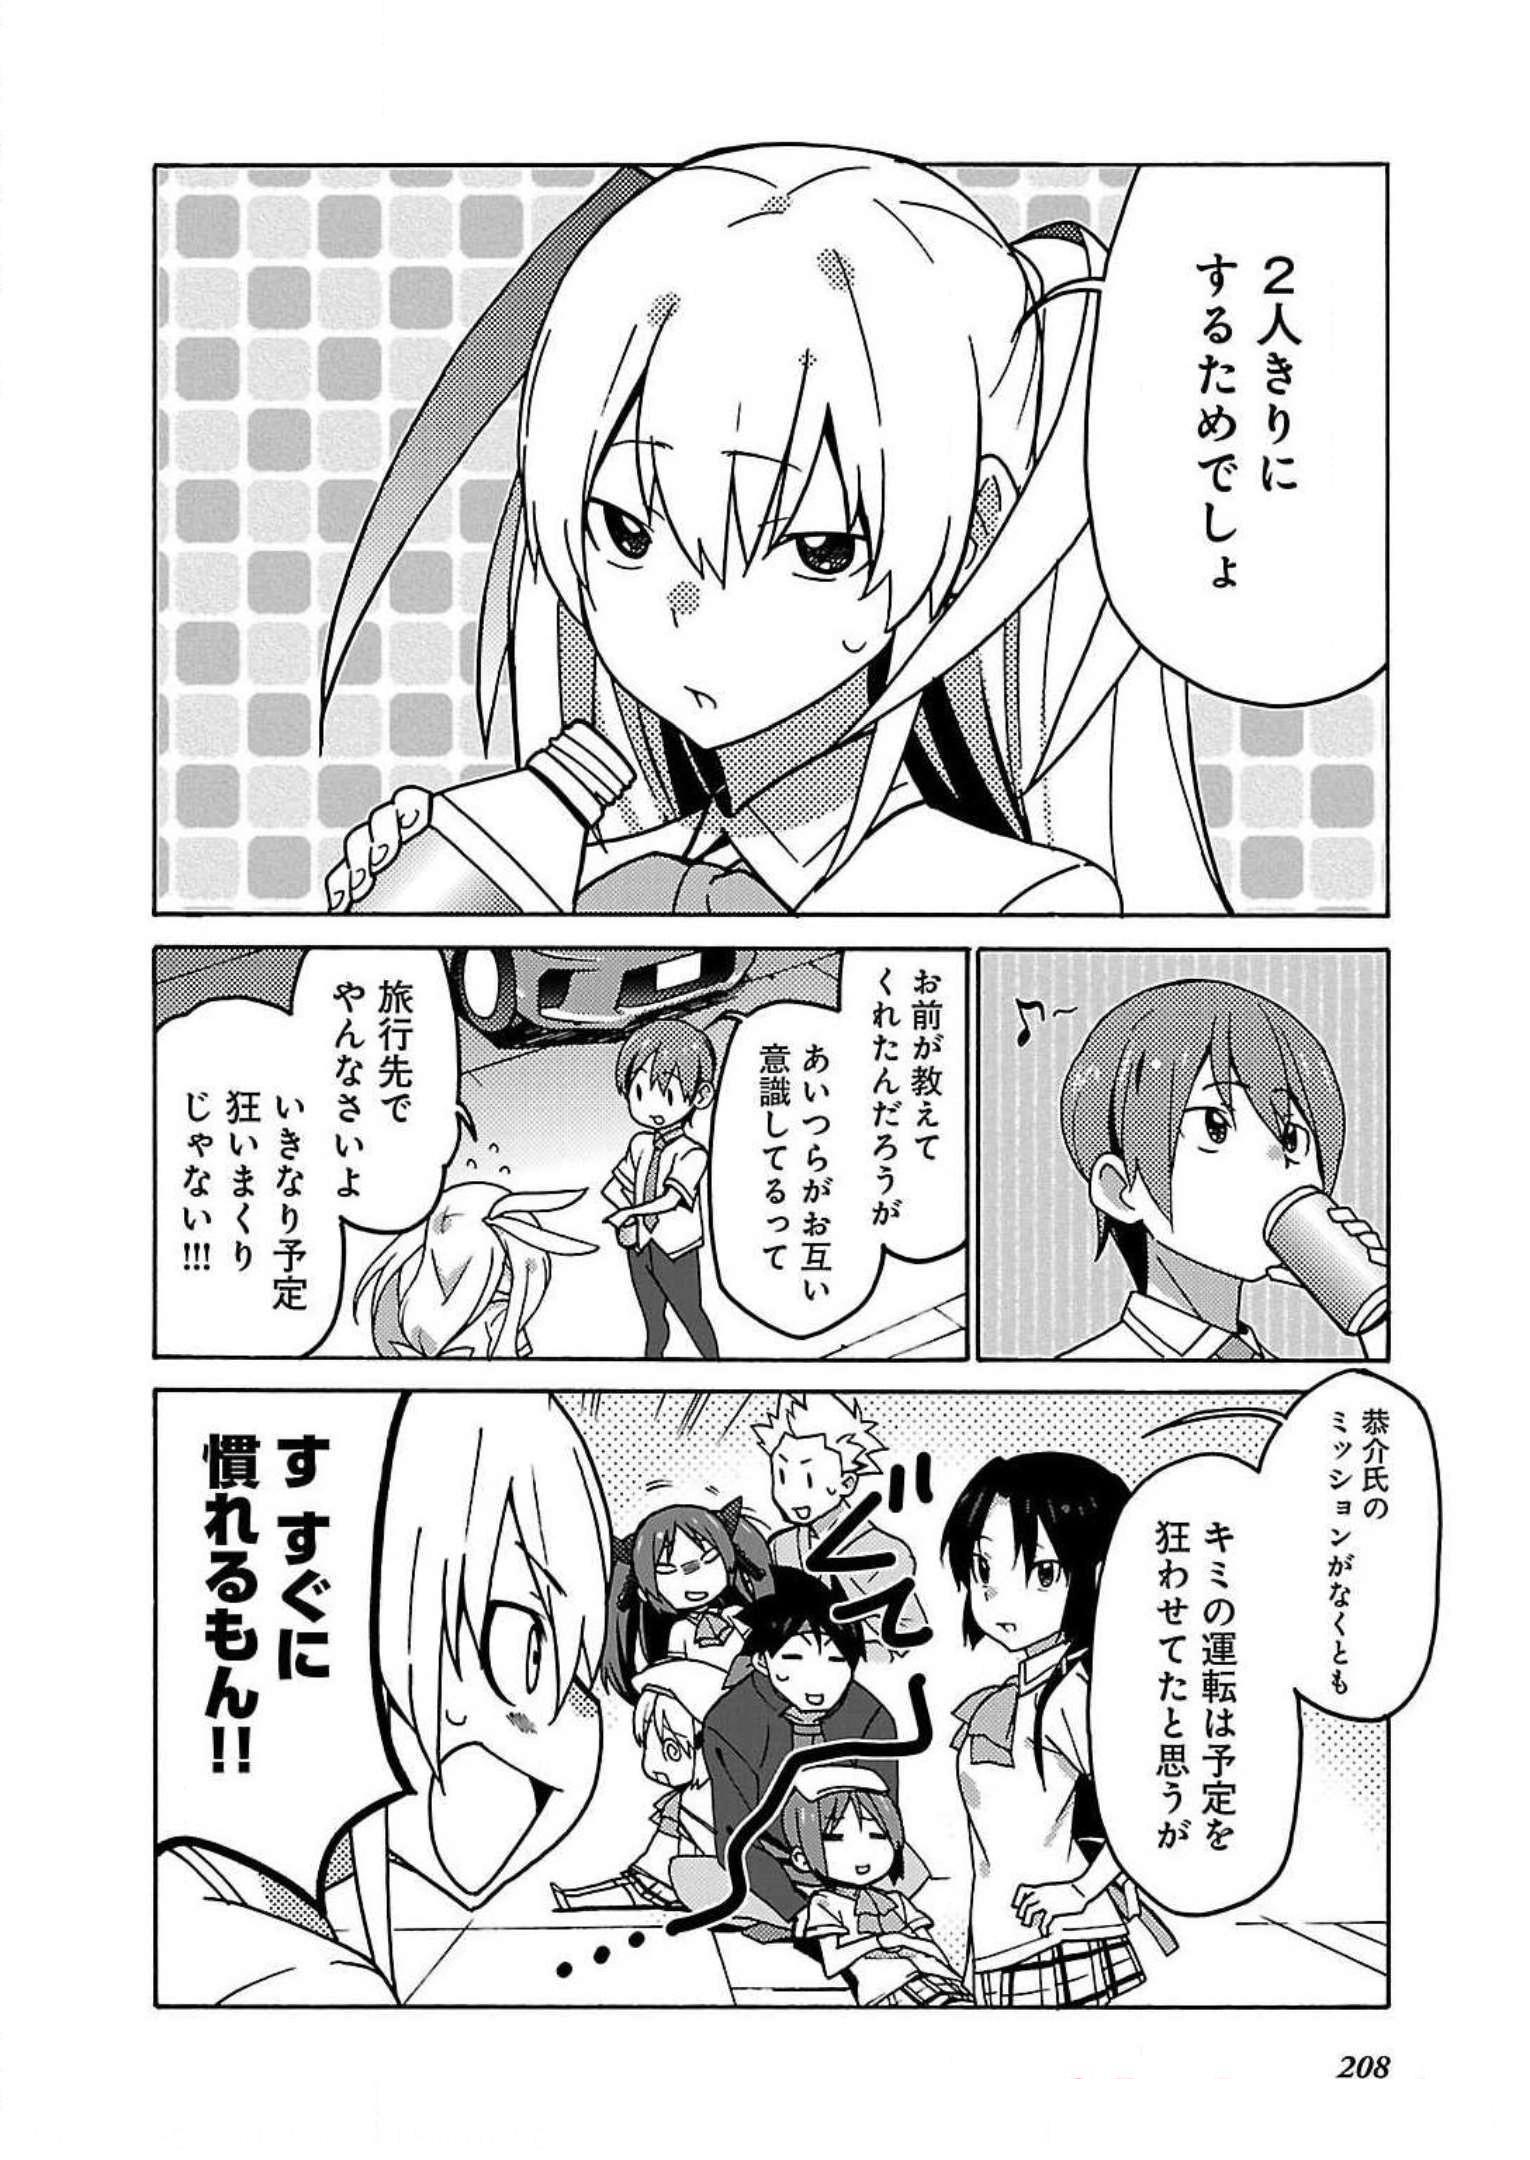 2人きりに
するためでしょ
♪〜
お前が教えて
くれたんだろうが
あいつらがお互い
意識してるって
旅行先で
やんなさいよ
いきなり予定
狂いまくり
じゃない!!!
恭介氏の
ミッションがなくとも
キミの運転は予定を
狂わせてたと思うが
ぐて
す すぐに
慣れるもん!!
208